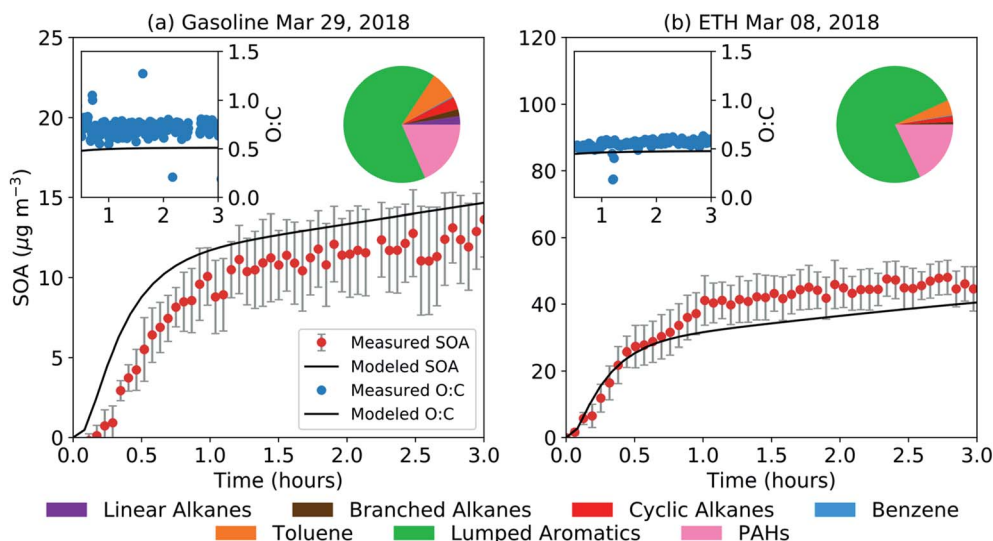 (a) Gasoline Mar 29, 2018
25
20
15
10
5
0
SOA (μg m⁻³)
1.5
1.0
0.5
0.0
O:C
1
2
3
Measured SOA
Modeled SOA
Measured O:C
Modeled O:C
0.0 0.5 1.0 1.5 2.0 2.5 3.0
Time (hours)
(b) ETH Mar 08, 2018
120
100
80
60
40
20
0
1.5
1.0
0.5
0.0
O:C
1
2
3
0.0 0.5 1.0 1.5 2.0 2.5 3.0
Time (hours)
Linear Alkanes Branched Alkanes Cyclic Alkanes Benzene
Toluene Lumped Aromatics PAHs